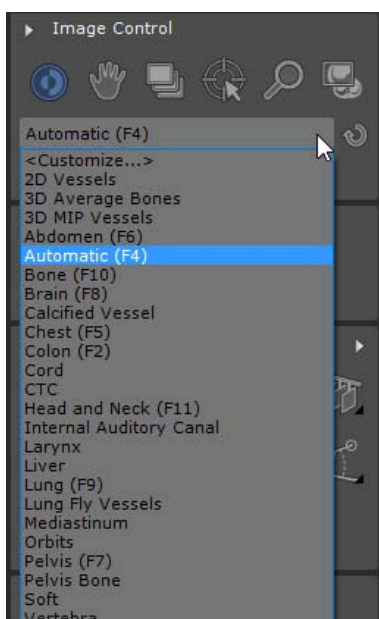 Image Control
Automatic (F4)
<Customize...>
2D Vessels
3D Average Bones
3D MIP Vessels
Abdomen (F6)
Automatic (F4)
Bone (F10)
Brain (F8)
Calcified Vessel
Chest (F5)
Colon (F2)
Cord
CTC
Head and Neck (F11)
Internal Auditory Canal
Larynx
Liver
Lung (F9)
Lung Fly Vessels
Mediastinum
Orbits
Pelvis (F7)
Pelvis Bone
Soft
Vertebra